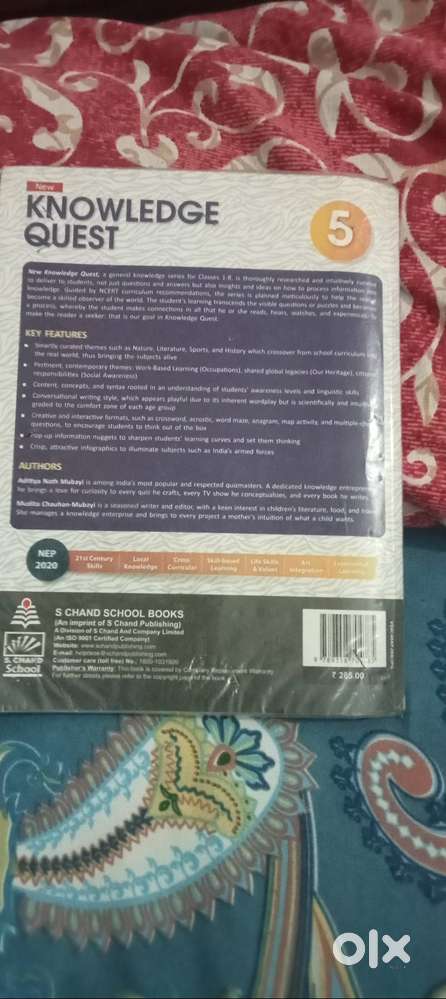 New
KNOWLEDGE
QUEST
5
New Knowledge Quest, a general knowledge series for Classes 1-8, is thoroughly researched and intuitively
to deliver to students, not just questions and answers but also insights and ideas on how to process information
knowledge. Guided by NCERT curriculum recommendations, the series is planned meticulously to help the
become a skilled observer of the world. The student's learning transcends the visible questions or puzzles and becomes
a process, whereby the student makes connections in all that he or she reads, hears, watches, and experiences
make the reader a seeker: that is our goal in Knowledge Quest.
KEY FEATURES
• Smartly curated themes such as Nature, Literature, Sports, and History which crossover from school curriculum
the real world, thus bringing the subjects alive
• Pertinent, contemporary themes: Work-Based Learning (Occupations), shared global legacies (Our Heritage),
responsibilities (Social Awareness)
• Content, concepts, and syntax rooted in an understanding of students' awareness levels and linguistic skills
• Conversational writing style, which appears playful due to its inherent wordplay but is scientifically and
graded to the comfort zone of each age group
• Creative and interactive formats, such as crossword, acrostic, word maze, anagram, map activity, and multiple-
questions, to encourage students to think out of the box
• Pop-up information nuggets to sharpen students' learning curves and set them thinking
• Crisp, attractive infographics to illuminate subjects such as India's armed forces
AUTHORS
Aditya Nath Mubayi is among India's most popular and respected quizmasters. A dedicated knowledge
he brings a love for curiosity to every quiz he crafts, every TV show he conceptualises, and every book he writes.
Mudita Chauhan-Mubayi is a seasoned writer and editor, with a keen interest in children's literature, food, and
She manages a knowledge enterprise and brings to every project a mother's intuition of what a child wants.
NEP
2020
21st Century
Skills
Local
Knowledge
Cross
Curricular
Skill-based
Learning
Life Skills
& Values
Art
Integration
Experiential
Learning
S. CHAND
School
S CHAND SCHOOL BOOKS
(An imprint of S Chand Publishing)
A Division of S Chand And Company Limited
(An ISO 9001 Certified Company)
Website: www.schandpublishing.com
E-mail: helpdesk@schandpublishing.com
Customer care (toll free) No.: 1800-1031926
Publisher's Warranty: This book is covered by Company Replacement Warranty
For further details please refer to the copyright page of the book
₹ 285.00
olx